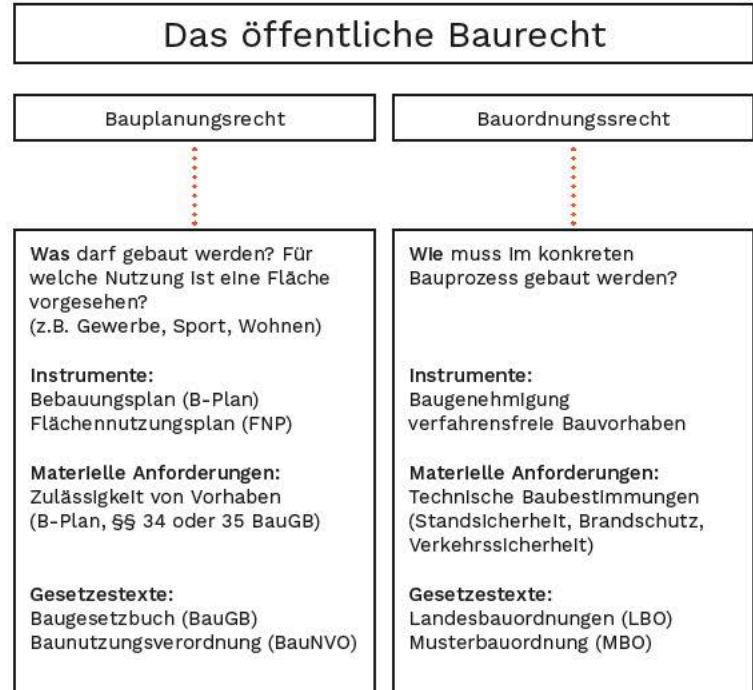 Das öffentliche Baurecht
Bauplanungsrecht
Bauordnungssrecht
Was darf gebaut werden? Für
welche Nutzung ist eine Fläche
vorgesehen?
(z.B. Gewerbe, Sport, Wohnen)
Instrumente:
Bebauungsplan (B-Plan)
Flächennutzungsplan (FNP)
Materielle Anforderungen:
Zulässigkeit von Vorhaben
(B-Plan, §§ 34 oder 35 BauGB)
Gesetzestexte:
Baugesetzbuch (BauGB)
Baunutzungsverordnung (BauNVO)
Wie muss im konkreten
Bauprozess gebaut werden?
Instrumente:
Baugenehmigung
verfahrensfreie Bauvorhaben
Materielle Anforderungen:
Technische Baubestimmungen
(Standsicherheit, Brandschutz,
Verkehrssicherheit)
Gesetzestexte:
Landesbauordnungen (LBO)
Musterbauordnung (MBO)